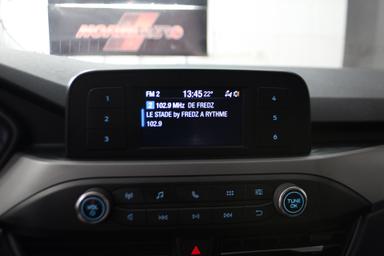 FM 2 13:45 22°
2 102.9 MHz DE FREDZ
LE STADE by FREDZ A RYTHME
102.9
1
2
3
4
5
6
VOL
TUNE
OK